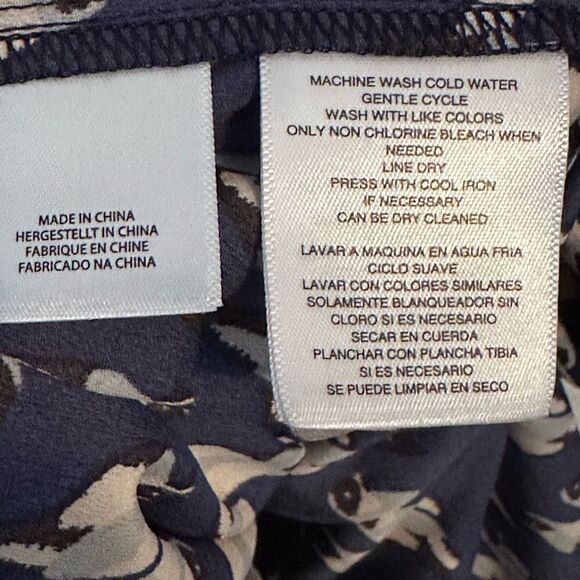 MADE IN CHINA
HERGESTELLT IN CHINA
FABRIQUE EN CHINE
FABRICADO NA CHINA
MACHINE WASH COLD WATER
GENTLE CYCLE
WASH WITH LIKE COLORS
ONLY NON CHLORINE BLEACH WHEN
NEEDED
LINE DRY
PRESS WITH COOL IRON
IF NECESSARY
CAN BE DRY CLEANED
LAVAR A MAQUINA EN AGUA FRIA
CICLO SUAVE
LAVAR CON COLORES SIMILARES
SOLAMENTE BLANQUEADOR SIN
CLORO SI ES NECESARIO
SECAR EN CUERDA
PLANCHAR CON PLANCHA TIBIA
SI ES NECESARIO
SE PUEDE LIMPIAR EN SECO